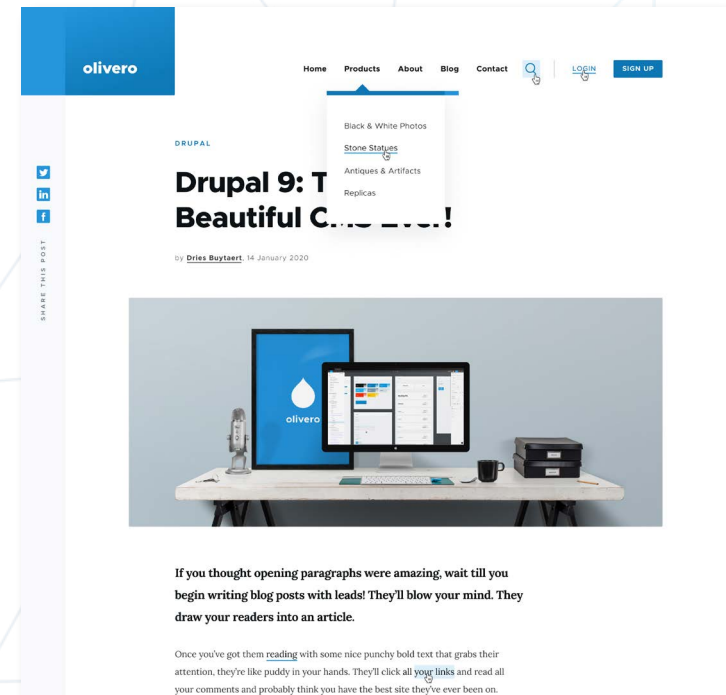 olivero
Home Products About Blog Contact LOGIN SIGN UP
Black & White Photos
Stone Statues
Antiques & Artifacts
Replicas
DRUPAL
Drupal 9: T
Beautiful Ever!
by Dries Buytaert, 14 January 2020
SHARE THIS POST
olivero
If you thought opening paragraphs were amazing, wait till you
begin writing blog posts with leads! They'll blow your mind. They
draw your readers into an article.
Once you've got them reading with some nice punchy bold text that grabs their
attention, they're like puddy in your hands. They'll click all your links and read all
your comments and probably think you have the best site they've ever been on.